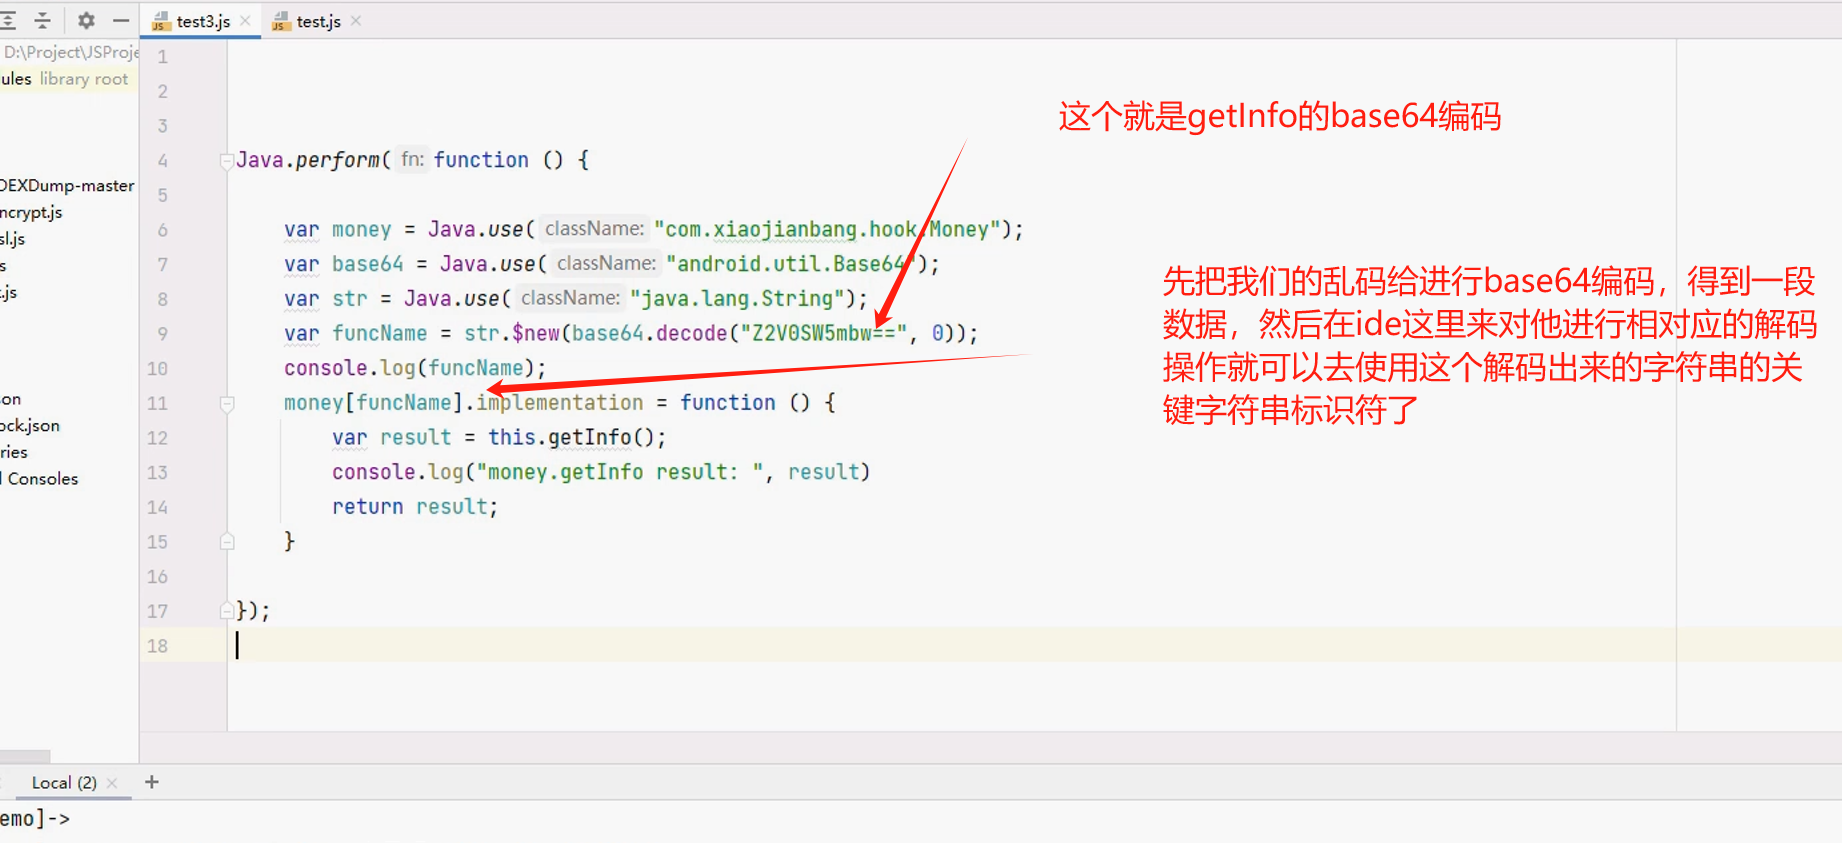 test3.js
test.js
D:\Project\JSProje
ules library root
1
2
3
这个就是getInfo的base64编码
4 Java.perform( fn: function () {
5
OEXDump-master
ncrypt.js
sl.js
s
.js
6 var money = Java.use( className: "com.xiaojianbang.hook.Money");
7 var base64 = Java.use( className: "android.util.Base64");
8 var str = Java.use( className: "java.lang.String");
9 var funcName = str.$new(base64.decode("Z2V0SW5mbw==", 0));
先把我们的乱码给进行base64编码，得到一段
数据，然后在ide这里来对他进行相对应的解码
操作就可以去使用这个解码出来的字符串的关
键字符串标识符了
10 console.log(funcName);
11 money[funcName].implementation = function () {
12 var result = this.getInfo();
13 console.log("money.getInfo result: ", result)
14 return result;
15 }
16
17 });
18
on
ock.json
ries
l Consoles
Local (2)
emo]->